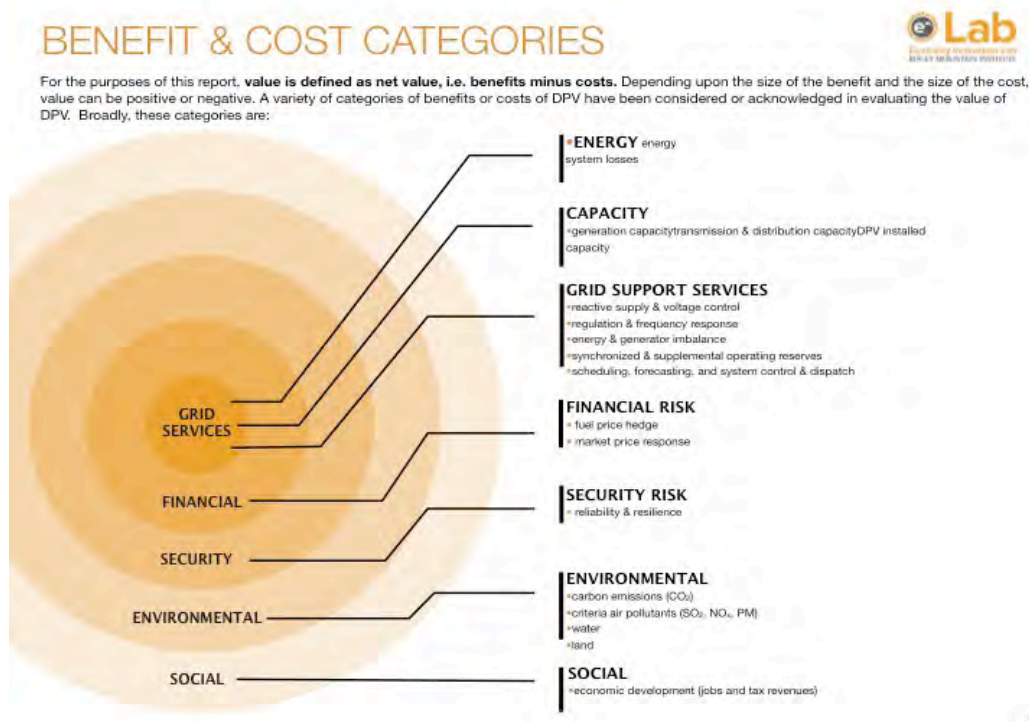 BENEFIT & COST CATEGORIES
e Lab
ROCKY MOUNTAIN INSTITUTE
For the purposes of this report, value is defined as net value, i.e. benefits minus costs. Depending upon the size of the benefit and the size of the cost,
value can be positive or negative. A variety of categories of benefits or costs of DPV have been considered or acknowledged in evaluating the value of
DPV. Broadly, these categories are:
•ENERGY energy
system losses
CAPACITY
•generation capacitytransmission & distribution capacityDPV installed
capacity
GRID SUPPORT SERVICES
•reactive supply & voltage control
•regulation & frequency response
•energy & generator imbalance
•synchronized & supplemental operating reserves
•scheduling, forecasting, and system control & dispatch
GRID
SERVICES
FINANCIAL RISK
• fuel price hedge
• market price response
FINANCIAL
SECURITY RISK
• reliability & resilience
SECURITY
ENVIRONMENTAL
•carbon emissions (CO₂)
•criteria air pollutants (SO₂, NOₓ, PM)
•water
•land
ENVIRONMENTAL
SOCIAL
•economic development (jobs and tax revenues)
SOCIAL